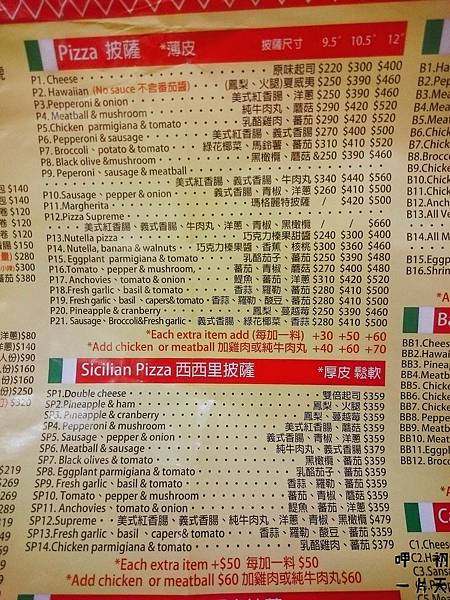 Pizza 披薩 *薄皮 披薩尺寸 9.5" 10.5" 12"
P1. Cheese 原味起司 $220 $300 $400
P2. Hawaiian (No sauce 不含番茄醬) (鳳梨、火腿)夏威夷 $250 $390 $460
P3.Pepperoni & onion 美式紅香腸、洋蔥 $250 $390 $460
P4. Meatball & mushroom 純牛肉丸、蘑菇 $290 $420 $520
P5.Chicken parmigiana & tomato 乳酪雞肉、番茄 $290 $420 $520
P6. Pepperoni & sausage 美式紅香腸、義式香腸 $270 $400 $500
P7. Broccoli、potato & tomato 綠花椰菜、馬鈴薯、番茄 $310 $410 $520
P8. Black olive &mushroom 黑橄欖、蘑菇 &250 $390 $460
P9. Peperoni、sausage & meatball
美式紅香腸、義式香腸、牛肉丸 $340 $440 $560
P10.Sausage、pepper & onion 義式香腸、青椒、洋蔥 $260 $410 $500
P11.Margherita 瑪格麗特披薩 / $420 $500
P12.Pizza Supreme
美式紅香腸、義式香腸、牛肉丸、洋蔥、青椒、黑橄欖 / / $660
P13.Nutella pizza 巧克力榛果甜醬 $240 $300 $400
P14. Nutella, banana & walnuts 巧克力榛果醬、香蕉、核桃 $300 $360 $460
P15. Eggplant parmigiana & tomato 乳酪茄子、番茄 $250 $390 $480
P16.Tomato、pepper & mushroom 番茄、青椒、蘑菇 $270 $400 $480
P17. Anchovies、tomato & onion 鯷魚、番茄、洋蔥 $310 $420 $520
P18.Fresh garlic、basil & tomato 香蒜、羅勒、番茄 $280 $410 $500
P19. Fresh garlic、basil、capers& tomato 香蒜、羅勒、酸豆、番茄 $280 $410 $500
P20. Pineapple & cranberry 鳳梨、蔓越莓 $250 $390 $460
P21. Sausage、Broccoli&Fresh garlic 義式香腸、綠花椰菜、香蒜 $280 $410 $500
*Each extra item add (每加一料) +30 +50 +60
*Add chicken or meatball 加雞肉或純牛肉丸 +40 +60 +70
Sicilian Pizza 西西里披薩 *厚皮 鬆軟
SP1.Double cheese 雙倍起司 $359
SP2.Pineapple & ham 鳳梨、火腿 $359
SP3. Pineapple & cranberry 鳳梨、蔓越莓 $359
SP4. Pepperoni & mushroom 美式紅香腸、蘑菇 $359
SP5. Sausage、pepper & onion 義式香腸、青椒、洋蔥 $359
SP6. Meatball & sausage 純牛肉丸、義式香腸 $379
SP7. Black olives & tomato 黑橄欖、番茄 $359
SP8. Eggplant parmigiana & tomato 乳酪茄子、番茄 $359
SP9. Fresh garlic、basil & tomato 香蒜、羅勒、番茄 $359
SP10. Tomato、pepper & mushroom 番茄、青椒、蘑菇 $359
SP11. Anchovies、tomato & onion 鯷魚、番茄、洋蔥 $359
SP12.Supreme 美式紅香腸、義式香腸、純牛肉丸、洋蔥、青椒、黑橄欖 $479
SP13.Fresh garlic、basil、capers& tomato 香蒜、羅勒、酸豆、番茄 $359
SP14.Chicken parmigiana & tomato 乳酪雞肉、番茄 $379
*Each extra item +$50 每加一料 $50
*Add chicken or meatball $60 加雞肉或純牛肉丸$60
呷 初
一 爿 天